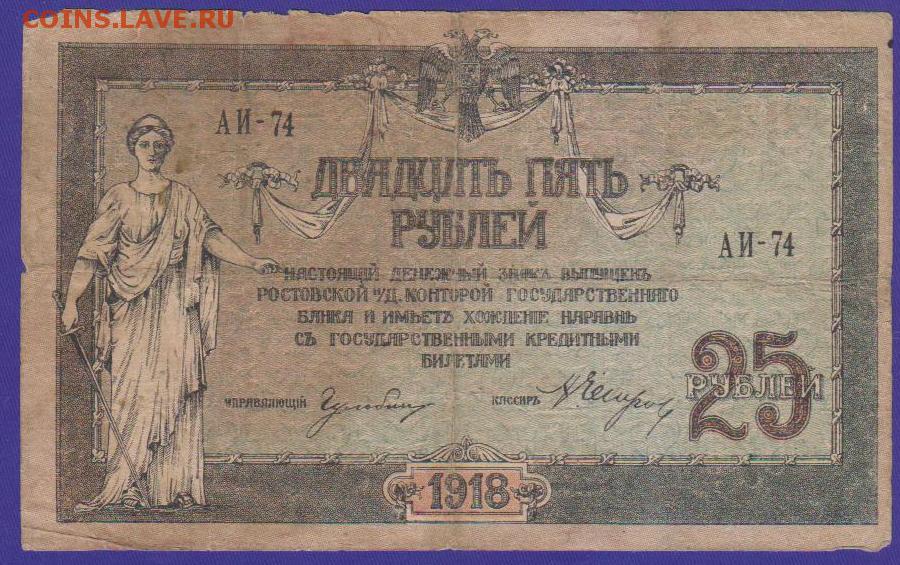 COINS.LAVE.RU
АИ-74
ДВАДЦАТЬ ПЯТЬ
РУБЛЕЙ
АИ-74
НАСТОЯЩІЙ ДЕНЕЖНЫЙ ЗНАКЪ ВЫПУЩЕНЪ
РОСТОВСКОЙ н/Д. КОНТОРОЙ ГОСУДАРСТВЕННАГО
БАНКА И ИМѢЕТЪ ХОЖДЕНІЕ НАРАВНѢ
СЪ ГОСУДАРСТВЕННЫМИ КРЕДИТНЫМИ
БИЛЕТАМИ
25
РУБЛЕЙ
УПРАВЛЯЮЩІЙ
КАССИРЪ
1918